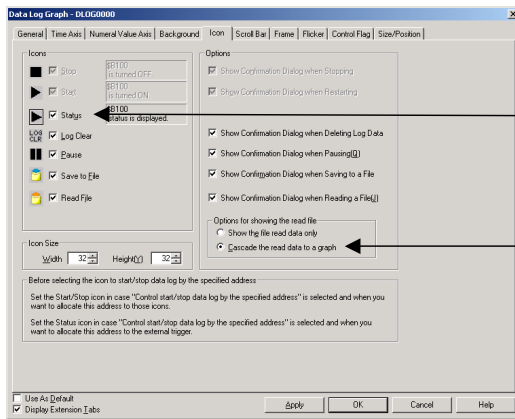 Data Log Graph - DLOG0000
General Time Axis Numeral Value Axis Background Icon Scroll Bar Frame Flicker Control Flag Size/Position
Icons
Stop
$B100
is turned OFF.
Start
$B100
is turned ON.
Status
$B100
status is displayed.
LOG
CLR
Log Clear
Pause
Save to File
Read File
Icon Size
Width 32 Height(Y) 32
Options
Show Confirmation Dialog when Stopping
Show Confirmation Dialog when Restarting
Show Confirmation Dialog when Deleting Log Data
Show Confirmation Dialog when Pausing(Q)
Show Confirmation Dialog when Saving to a File
Show Confirmation Dialog when Reading a File(J)
Options for showing the read file
Show the file read data only
Cascade the read data to a graph
Before selecting the icon to start/stop data log by the specified address
Set the Start/Stop icon in case "Control start/stop data log by the specified address" is selected and when you
want to allocate this address to those icons.
Set the Status icon in case "Control start/stop data log by the specified address" is selected and when you
want to allocate this address to the external trigger.
Use As Default
Display Extension Tabs
Apply OK Cancel Help